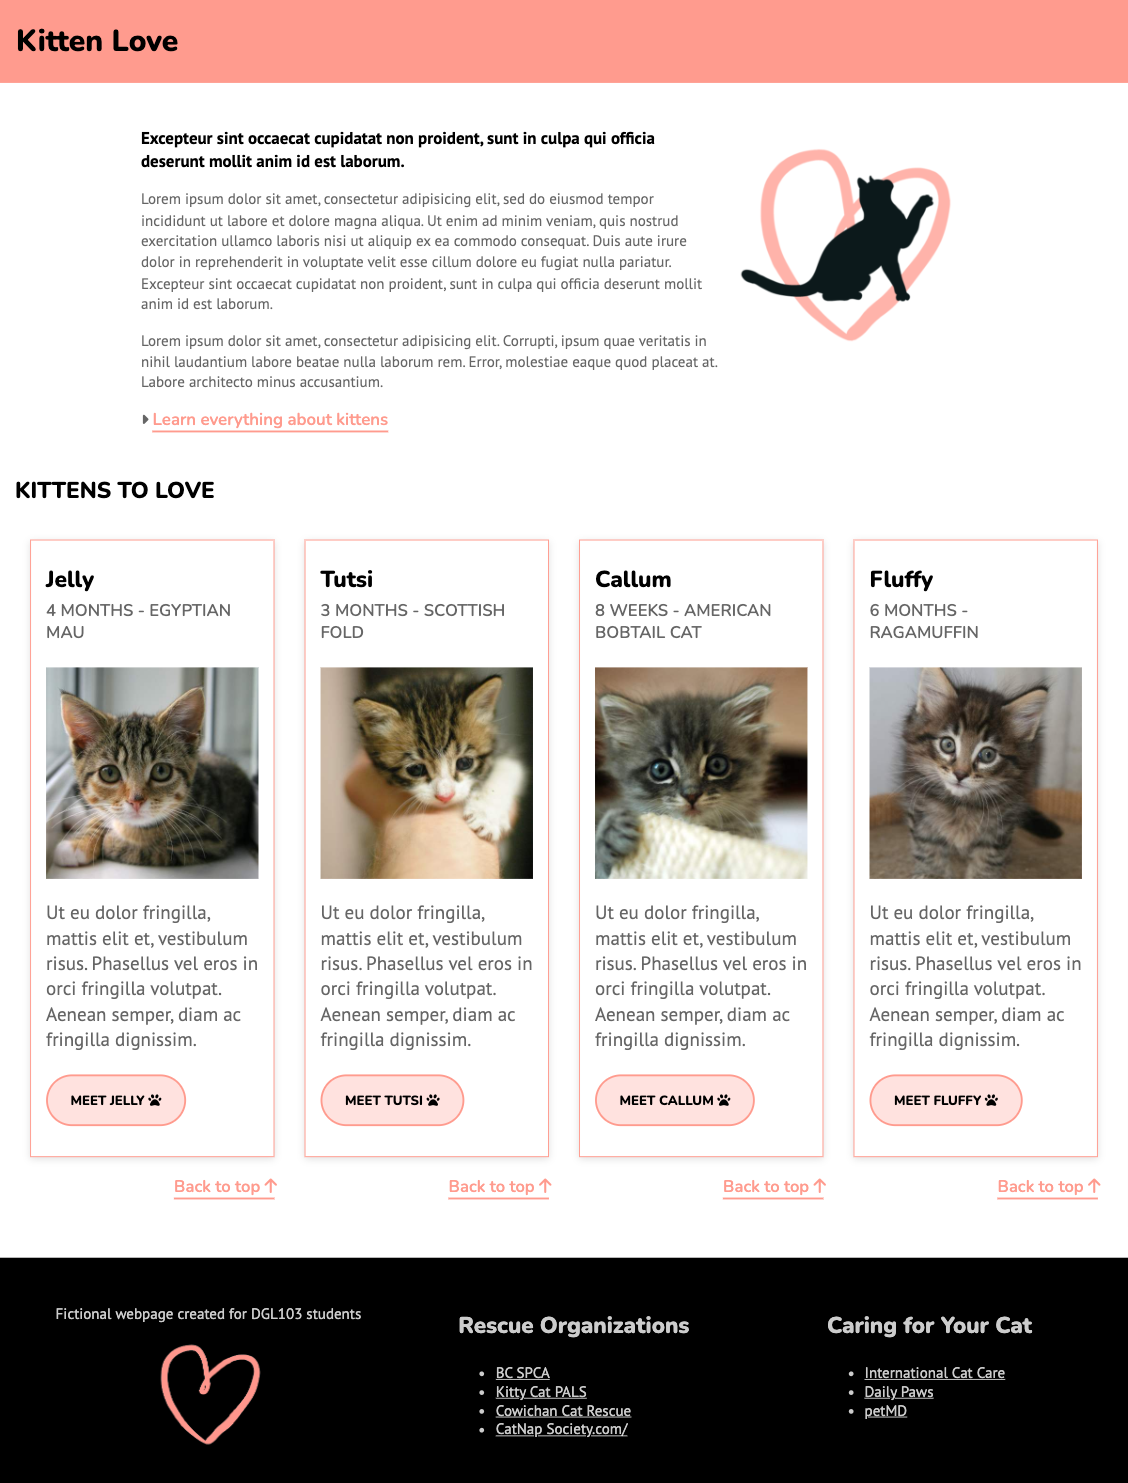 Kitten Love
Excepteur sint occaecat cupidatat non proident, sunt in culpa qui officia
deserunt mollit anim id est laborum.
Lorem ipsum dolor sit amet, consectetur adipisicing elit, sed do eiusmod tempor
incididunt ut labore et dolore magna aliqua. Ut enim ad minim veniam, quis nostrud
exercitation ullamco laboris nisi ut aliquip ex ea commodo consequat. Duis aute irure
dolor in reprehenderit in voluptate velit esse cillum dolore eu fugiat nulla pariatur.
Excepteur sint occaecat cupidatat non proident, sunt in culpa qui officia deserunt mollit
anim id est laborum.
Lorem ipsum dolor sit amet, consectetur adipisicing elit. Corrupti, ipsum quae veritatis in
nihil laudantium labore beatae nulla laborum rem. Error, molestiae eaque quod placeat at.
Labore architecto minus accusantium.
Learn everything about kittens
KITTENS TO LOVE
Jelly
4 MONTHS - EGYPTIAN
MAU
Ut eu dolor fringilla,
mattis elit et, vestibulum
risus. Phasellus vel eros in
orci fringilla volutpat.
Aenean semper, diam ac
fringilla dignissim.
MEET JELLY
Back to top ↑
Tutsi
3 MONTHS - SCOTTISH
FOLD
Ut eu dolor fringilla,
mattis elit et, vestibulum
risus. Phasellus vel eros in
orci fringilla volutpat.
Aenean semper, diam ac
fringilla dignissim.
MEET TUTSI
Back to top ↑
Callum
8 WEEKS - AMERICAN
BOBTAIL CAT
Ut eu dolor fringilla,
mattis elit et, vestibulum
risus. Phasellus vel eros in
orci fringilla volutpat.
Aenean semper, diam ac
fringilla dignissim.
MEET CALLUM
Back to top ↑
Fluffy
6 MONTHS -
RAGAMUFFIN
Ut eu dolor fringilla,
mattis elit et, vestibulum
risus. Phasellus vel eros in
orci fringilla volutpat.
Aenean semper, diam ac
fringilla dignissim.
MEET FLUFFY
Back to top ↑
Fictional webpage created for DGL103 students
Rescue Organizations
• BC SPCA
• Kitty Cat PALS
• Cowichan Cat Rescue
• CatNap Society.com/
Caring for Your Cat
• International Cat Care
• Daily Paws
• petMD